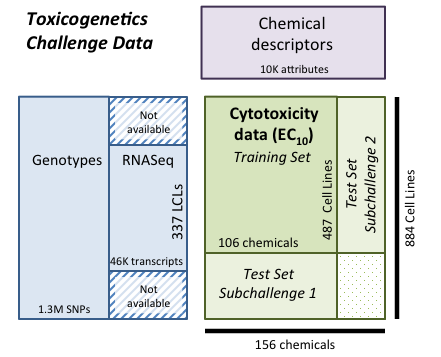 Toxicogenetics
Challenge Data
Chemical
descriptors
10K attributes
Not
available
Genotypes
RNASeq
337 LCLs
46K transcripts
Not
available
1.3M SNPs
Cytotoxicity
data (EC10)
Training Set
487 Cell Lines
106 chemicals
Test Set
Subchallenge 2
Test Set
Subchallenge 1
884 Cell Lines
156 chemicals